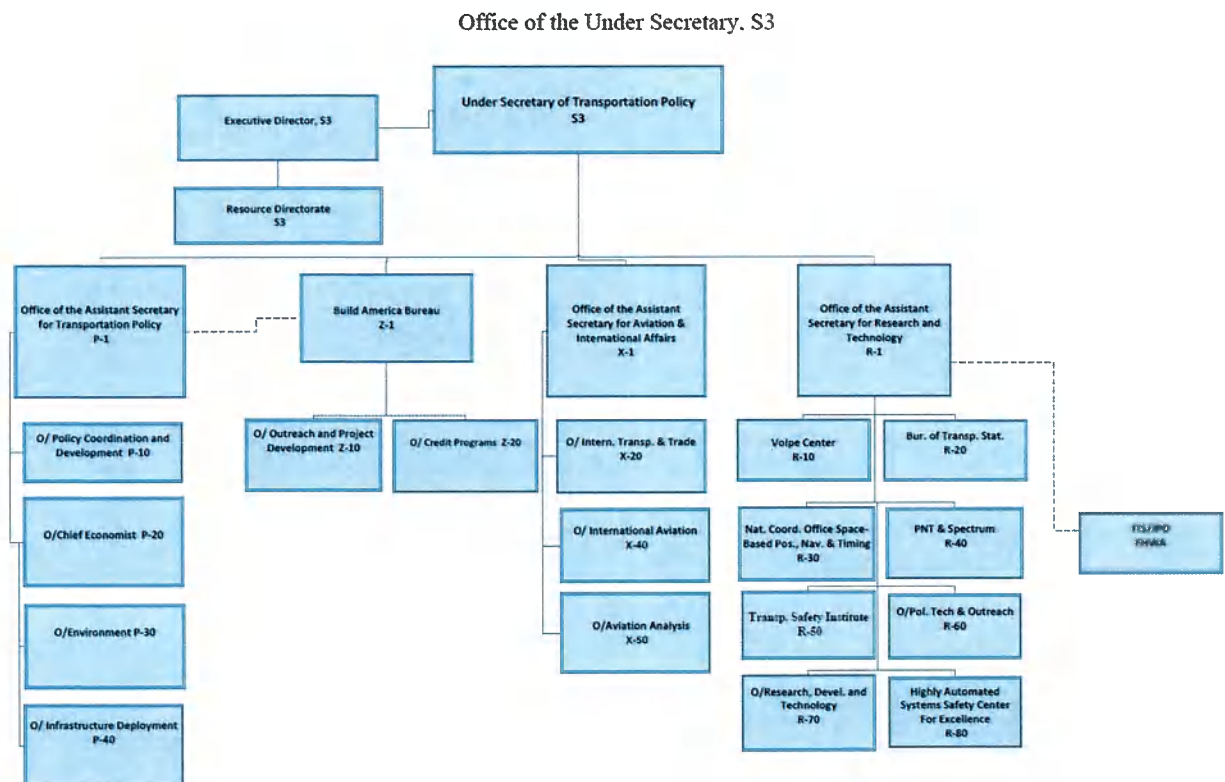 Office of the Under Secretary, S3
Under Secretary of Transportation Policy
S3
Executive Director, S3
Resource Directorate
S3
Office of the Assistant Secretary
for Transportation Policy
P-1
Build America Bureau
Z-1
Office of the Assistant
Secretary for Aviation &
International Affairs
X-1
Office of the Assistant
Secretary for Research and
Technology
R-1
O/ Policy Coordination and
Development P-10
O/Chief Economist P-20
O/Environment P-30
O/ Infrastructure Deployment
P-40
O/ Outreach and Project
Development Z-10
O/ Credit Programs Z-20
O/ Intern. Transp. & Trade
X-20
O/ International Aviation
X-40
O/Aviation Analysis
X-50
Volpe Center
R-10
Bur. of Transp. Stat.
R-20
Nat. Coord. Office Space-
Based Pos., Nav. & Timing
R-30
PNT & Spectrum
R-40
Transp. Safety Institute
R-50
O/Pol. Tech & Outreach
R-60
O/Research, Devel. and
Technology
R-70
Highly Automated
Systems Safety Center
For Excellence
R-80